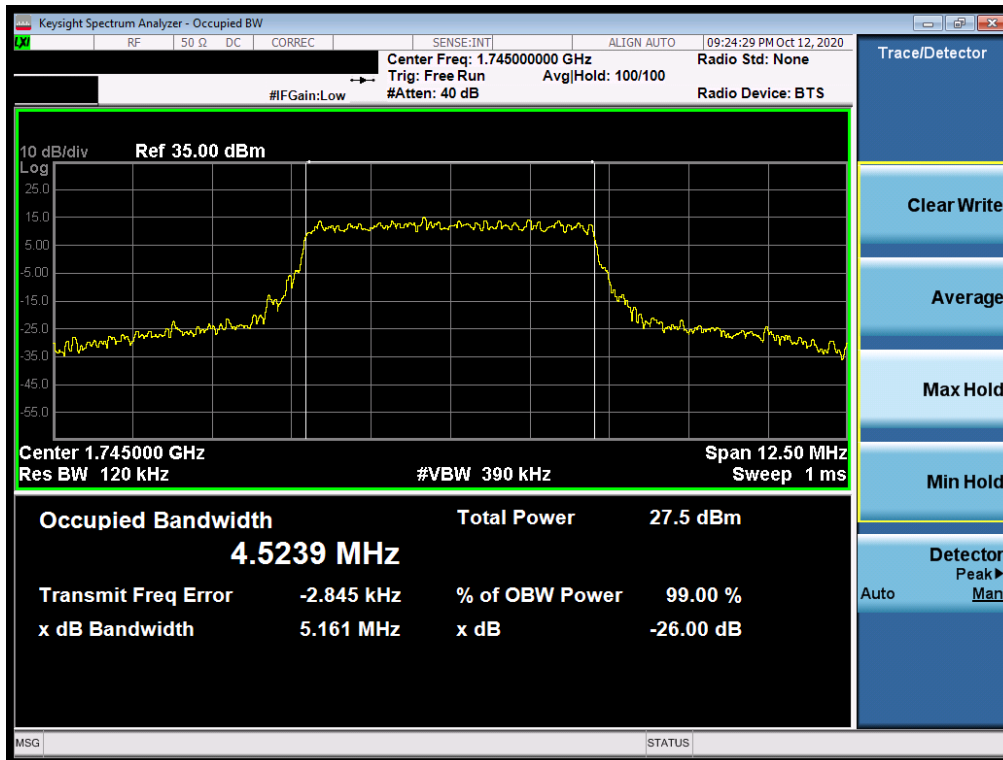 Keysight Spectrum Analyzer - Occupied BW
LXI RF 50 Ω DC CORREC SENSE:INT ALIGN AUTO 09:24:29 PM Oct 12, 2020
Center Freq: 1.745000000 GHz Radio Std: None
Trig: Free Run Avg|Hold: 100/100
#IFGain:Low #Atten: 40 dB Radio Device: BTS
10 dB/div Ref 35.00 dBm
Log
25.0
15.0
5.00
-5.00
-15.0
-25.0
-35.0
-45.0
-55.0
Center 1.745000 GHz Span 12.50 MHz
Res BW 120 kHz #VBW 390 kHz Sweep 1 ms
Occupied Bandwidth Total Power 27.5 dBm
4.5239 MHz
Transmit Freq Error -2.845 kHz % of OBW Power 99.00 %
x dB Bandwidth 5.161 MHz x dB -26.00 dB
MSG STATUS
Trace/Detector
Clear Write
Average
Max Hold
Min Hold
Detector
Peak▶
Auto Man